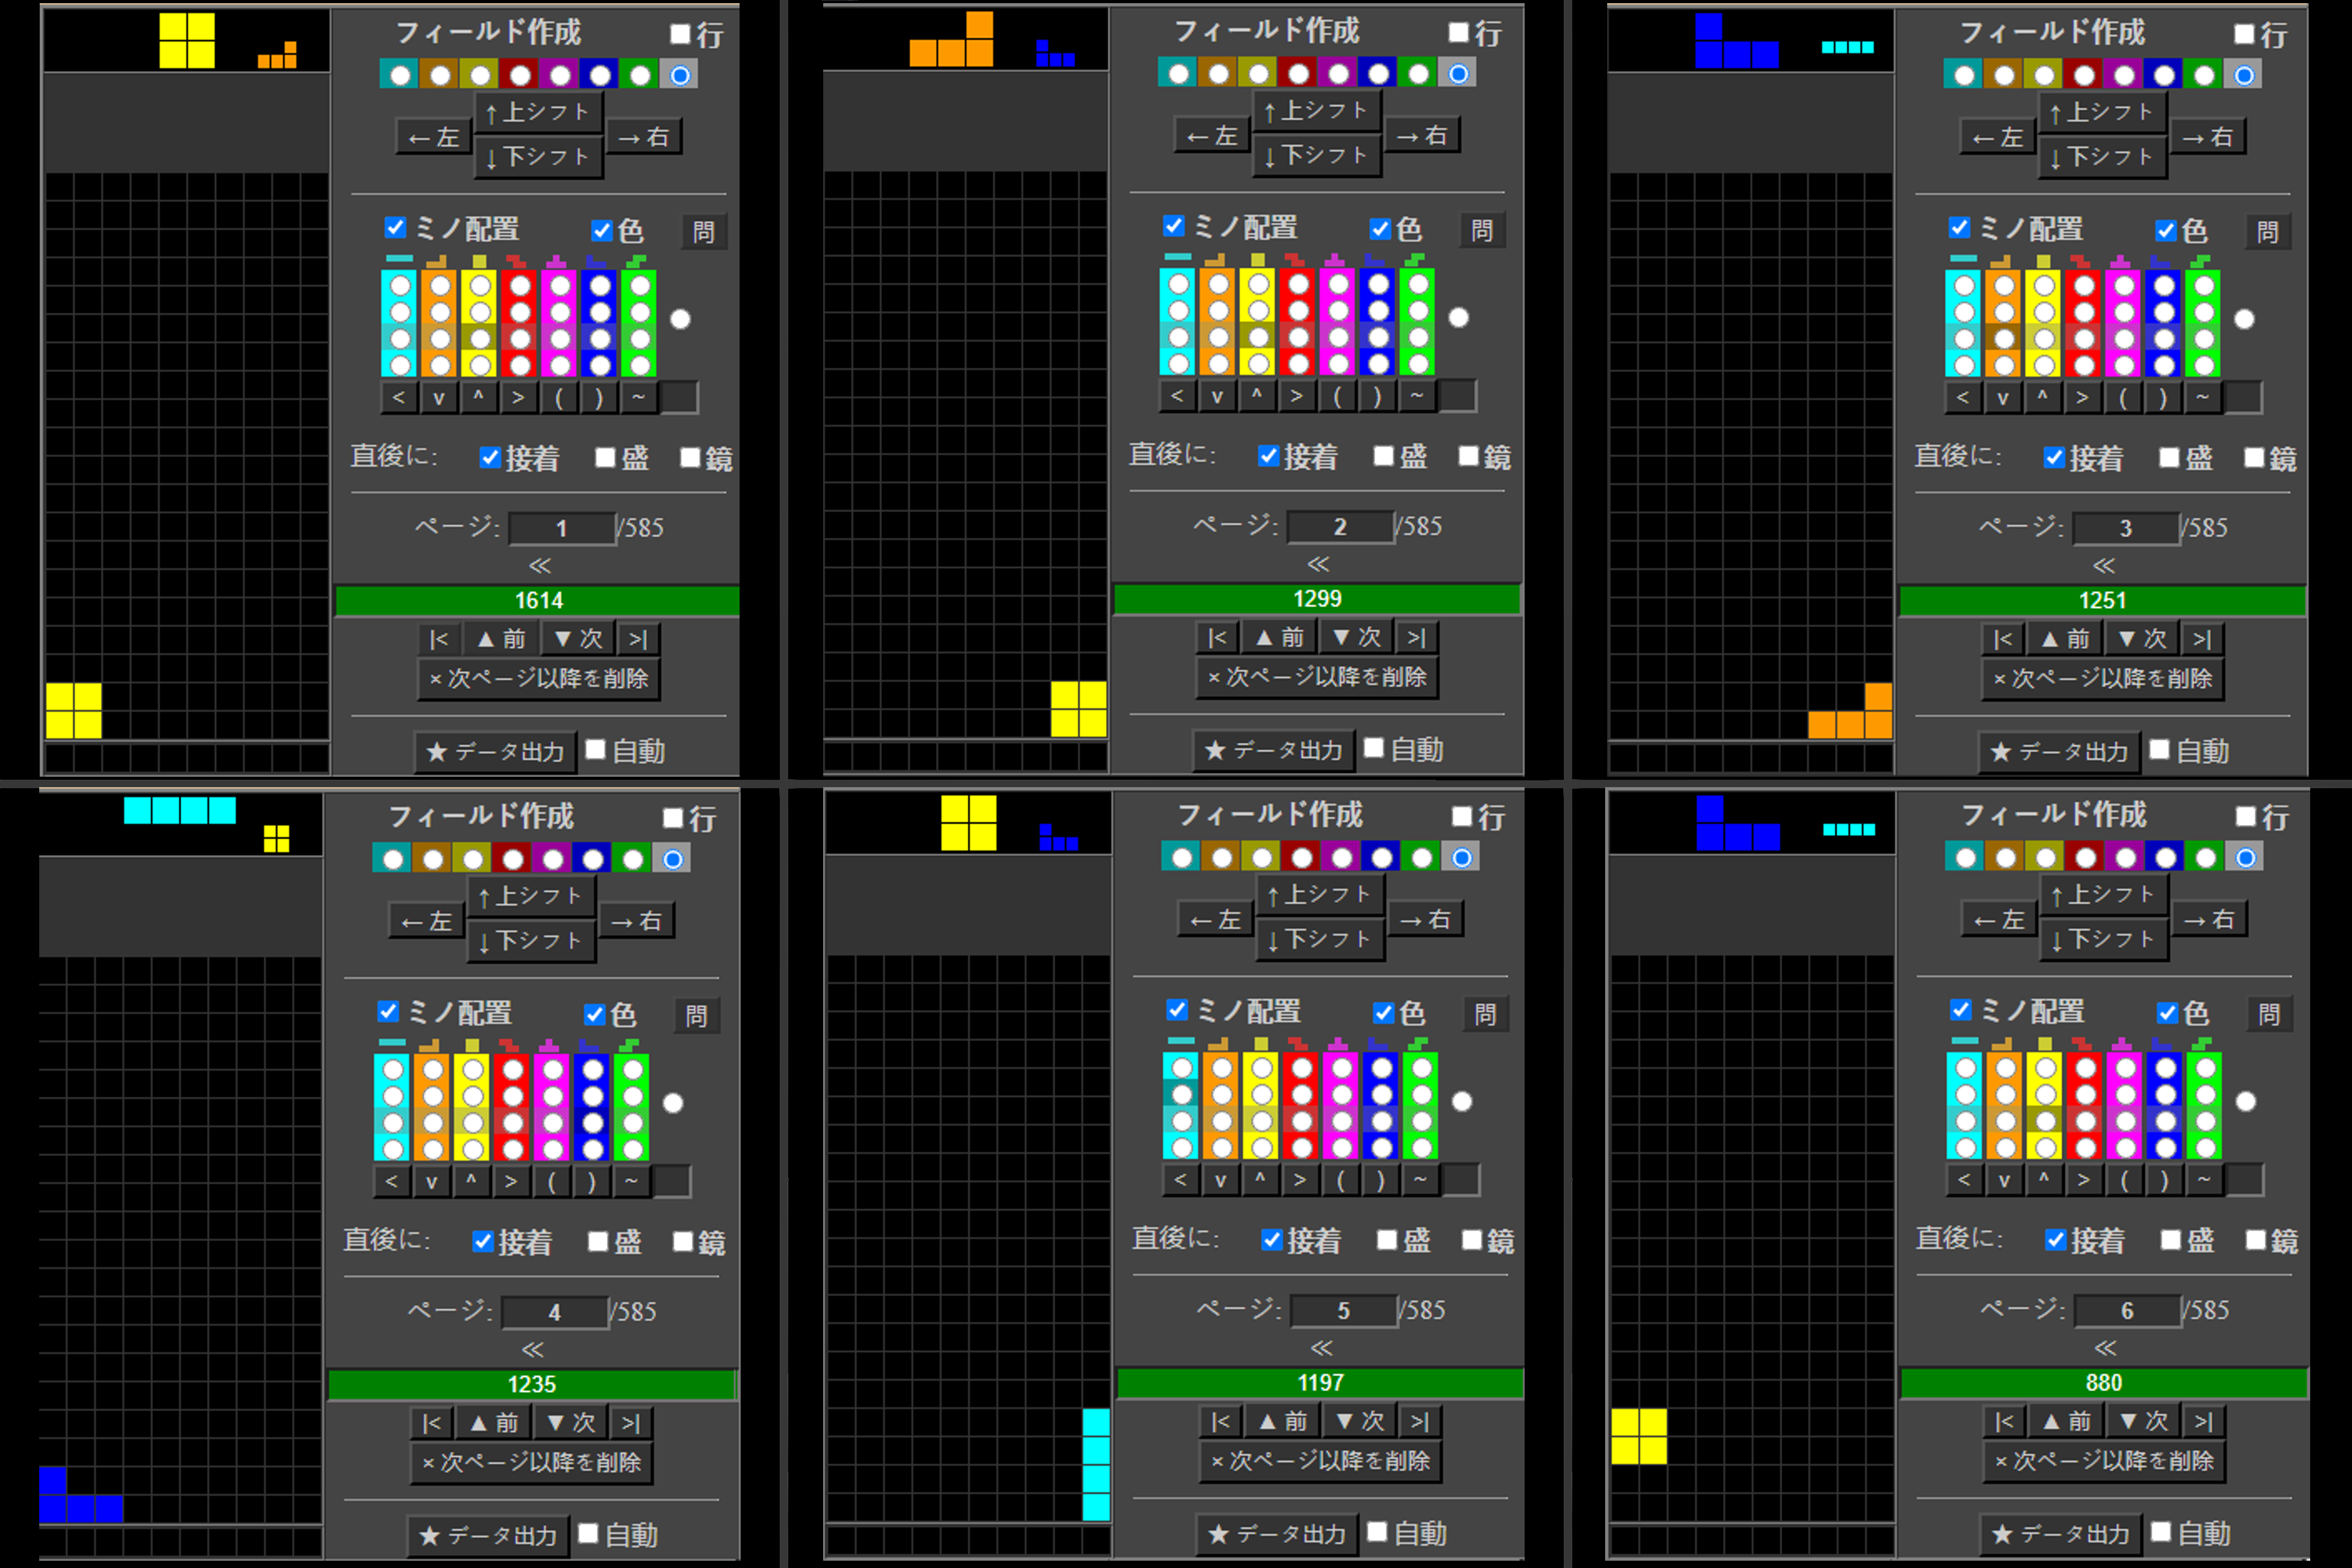 フィールド作成 行
↑上シフト
←左 →右
↓下シフト
ミノ配置 色 問
< v ^ > ( ) ~
直後に: 接着 盛 鏡
ページ: 1 /585
≪
1614
|< ▲前 ▼次 >|
× 次ページ以降を削除
★ データ出力 自動
フィールド作成 行
↑上シフト
←左 →右
↓下シフト
ミノ配置 色 問
< v ^ > ( ) ~
直後に: 接着 盛 鏡
ページ: 2 /585
≪
1299
|< ▲前 ▼次 >|
× 次ページ以降を削除
★ データ出力 自動
フィールド作成 行
↑上シフト
←左 →右
↓下シフト
ミノ配置 色 問
< v ^ > ( ) ~
直後に: 接着 盛 鏡
ページ: 3 /585
≪
1251
|< ▲前 ▼次 >|
× 次ページ以降を削除
★ データ出力 自動
フィールド作成 行
↑上シフト
←左 →右
↓下シフト
ミノ配置 色 問
< v ^ > ( ) ~
直後に: 接着 盛 鏡
ページ: 4 /585
≪
1235
|< ▲前 ▼次 >|
× 次ページ以降を削除
★ データ出力 自動
フィールド作成 行
↑上シフト
←左 →右
↓下シフト
ミノ配置 色 問
< v ^ > ( ) ~
直後に: 接着 盛 鏡
ページ: 5 /585
≪
1197
|< ▲前 ▼次 >|
× 次ページ以降を削除
★ データ出力 自動
フィールド作成 行
↑上シフト
←左 →右
↓下シフト
ミノ配置 色 問
< v ^ > ( ) ~
直後に: 接着 盛 鏡
ページ: 6 /585
≪
880
|< ▲前 ▼次 >|
× 次ページ以降を削除
★ データ出力 自動